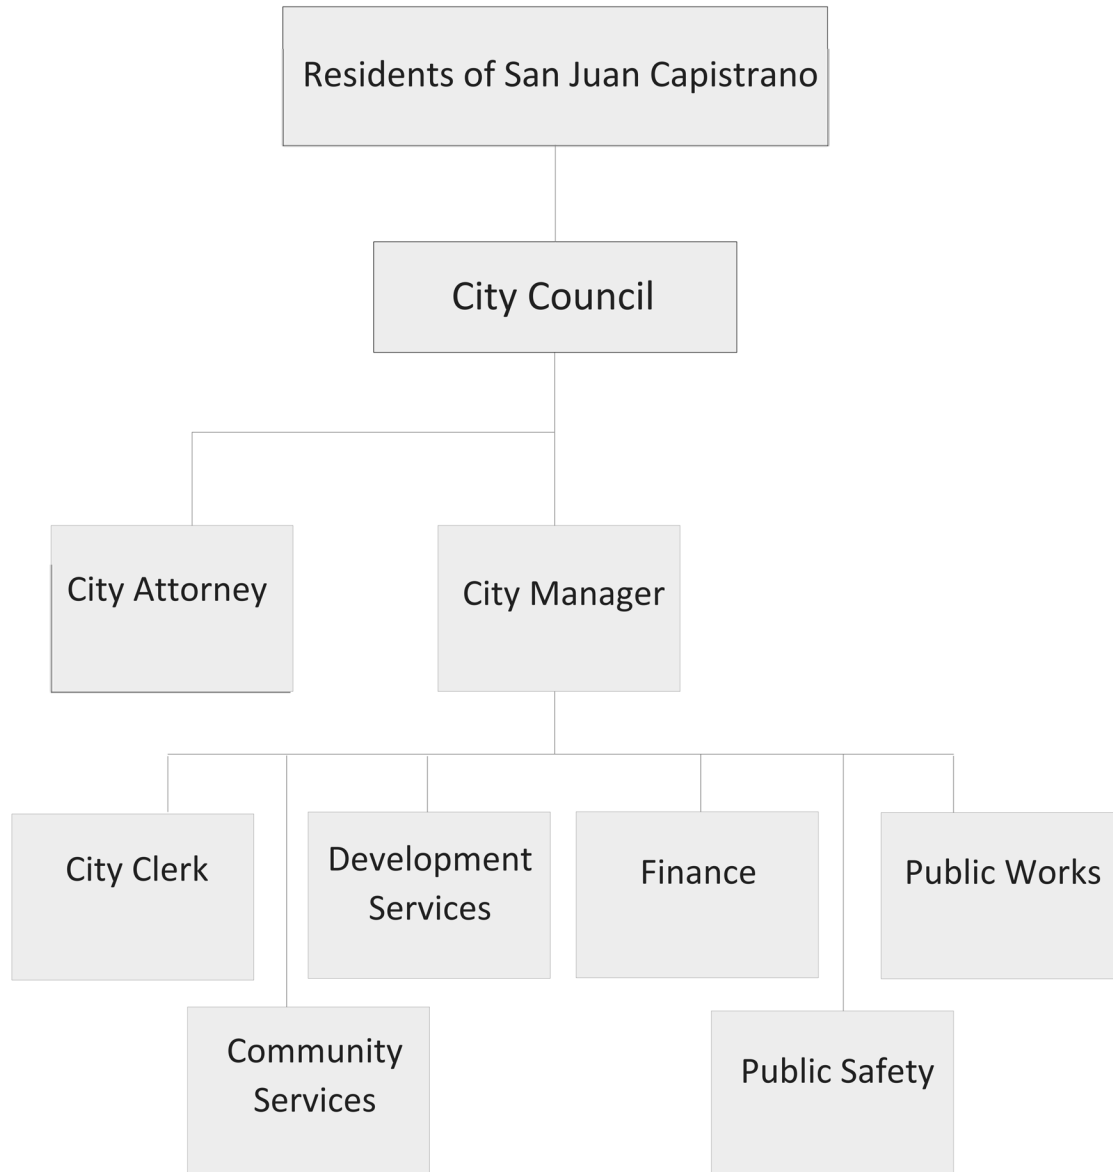 Residents of San Juan Capistrano
City Council
City Attorney
City Manager
City Clerk
Development
Services
Finance
Public Works
Community
Services
Public Safety